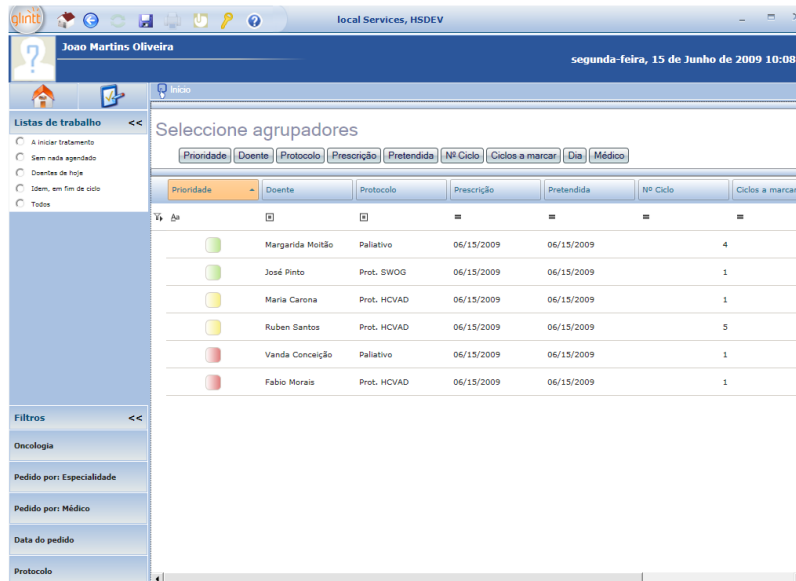 glintt
local Services, HSDEV
Joao Martins Oliveira
segunda-feira, 15 de Junho de 2009 10:08
Início
Listas de trabalho <<
A iniciar tratamento
Sem nada agendado
Doentes de hoje
Idem, em fim de ciclo
Todos
Seleccione agrupadores
Prioridade Doente Protocolo Prescrição Pretendida Nº Ciclo Ciclos a marcar Dia Médico
Prioridade Doente Protocolo Prescrição Pretendida Nº Ciclo Ciclos a marcar
Aa = = = =
Margarida Moitão Paliativo 06/15/2009 06/15/2009 4
José Pinto Prot. SWOG 06/15/2009 06/15/2009 1
Maria Carona Prot. HCVAD 06/15/2009 06/15/2009 1
Ruben Santos Prot. HCVAD 06/15/2009 06/15/2009 5
Vanda Conceição Paliativo 06/15/2009 06/15/2009 1
Fabio Morais Prot. HCVAD 06/15/2009 06/15/2009 1
Filtros <<
Oncologia
Pedido por: Especialidade
Pedido por: Médico
Data do pedido
Protocolo